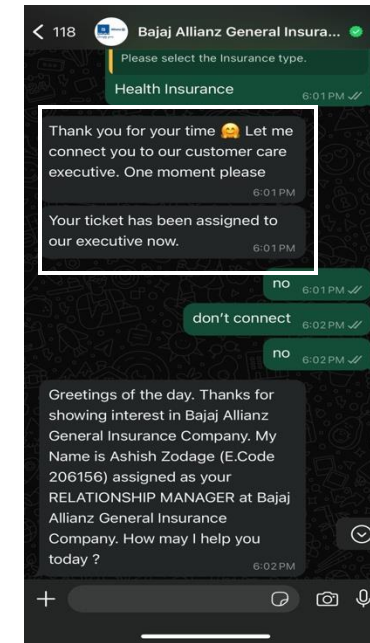 118
Bajaj Allianz General Insura...
Please select the Insurance type.
Health Insurance
6:01 PM
Thank you for your time 🤗 Let me
connect you to our customer care
executive. One moment please
6:01 PM
Your ticket has been assigned to
our executive now.
6:01 PM
no
6:01 PM
don't connect
6:02 PM
no
6:02 PM
Greetings of the day. Thanks for
showing interest in Bajaj Allianz
General Insurance Company. My
Name is Ashish Zodage (E.Code
206156) assigned as your
RELATIONSHIP MANAGER at Bajaj
Allianz General Insurance
Company. How may I help you
today ?
6:02 PM